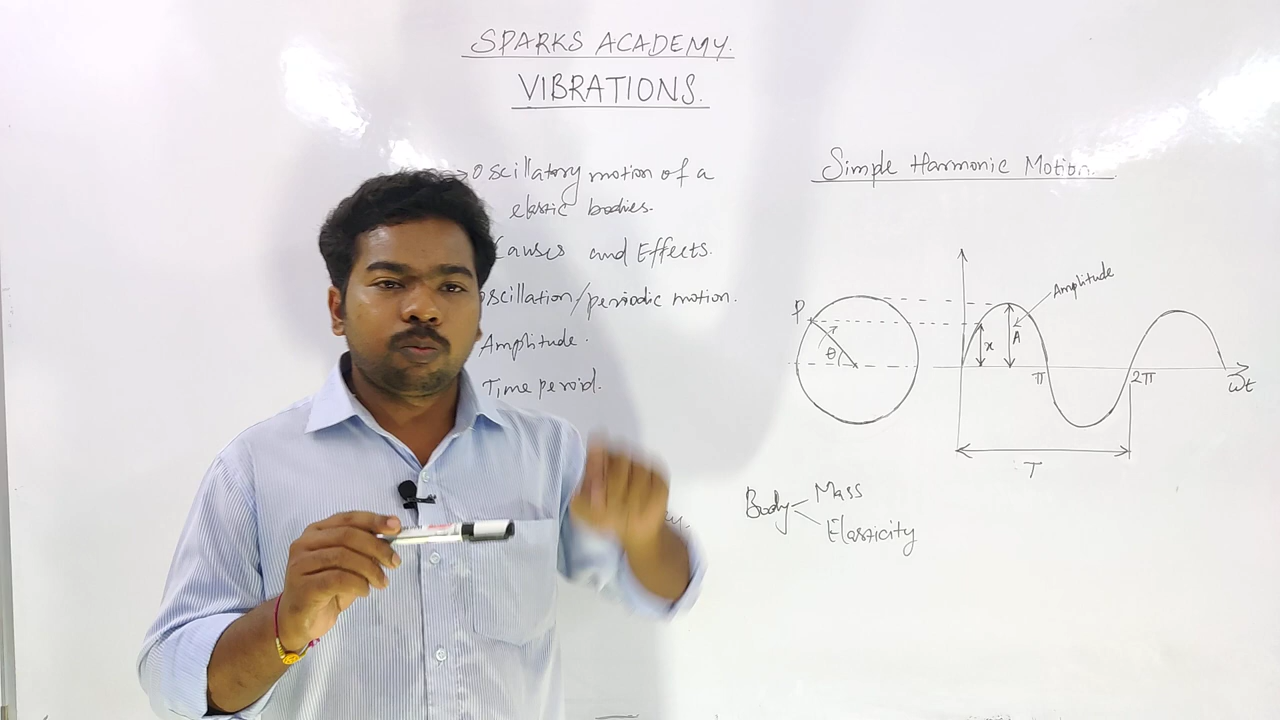 SPARKS ACADEMY.
VIBRATIONS.
→ Oscillatory motion of a
elastic bodies.
Causes and Effects.
oscillation/periodic motion.
Amplitude.
Time peroid.
Simple Harmonic Motion.
Amplitude
P
θ
x
A
π
2π
ωt
T
Body
Mass
Elasticity